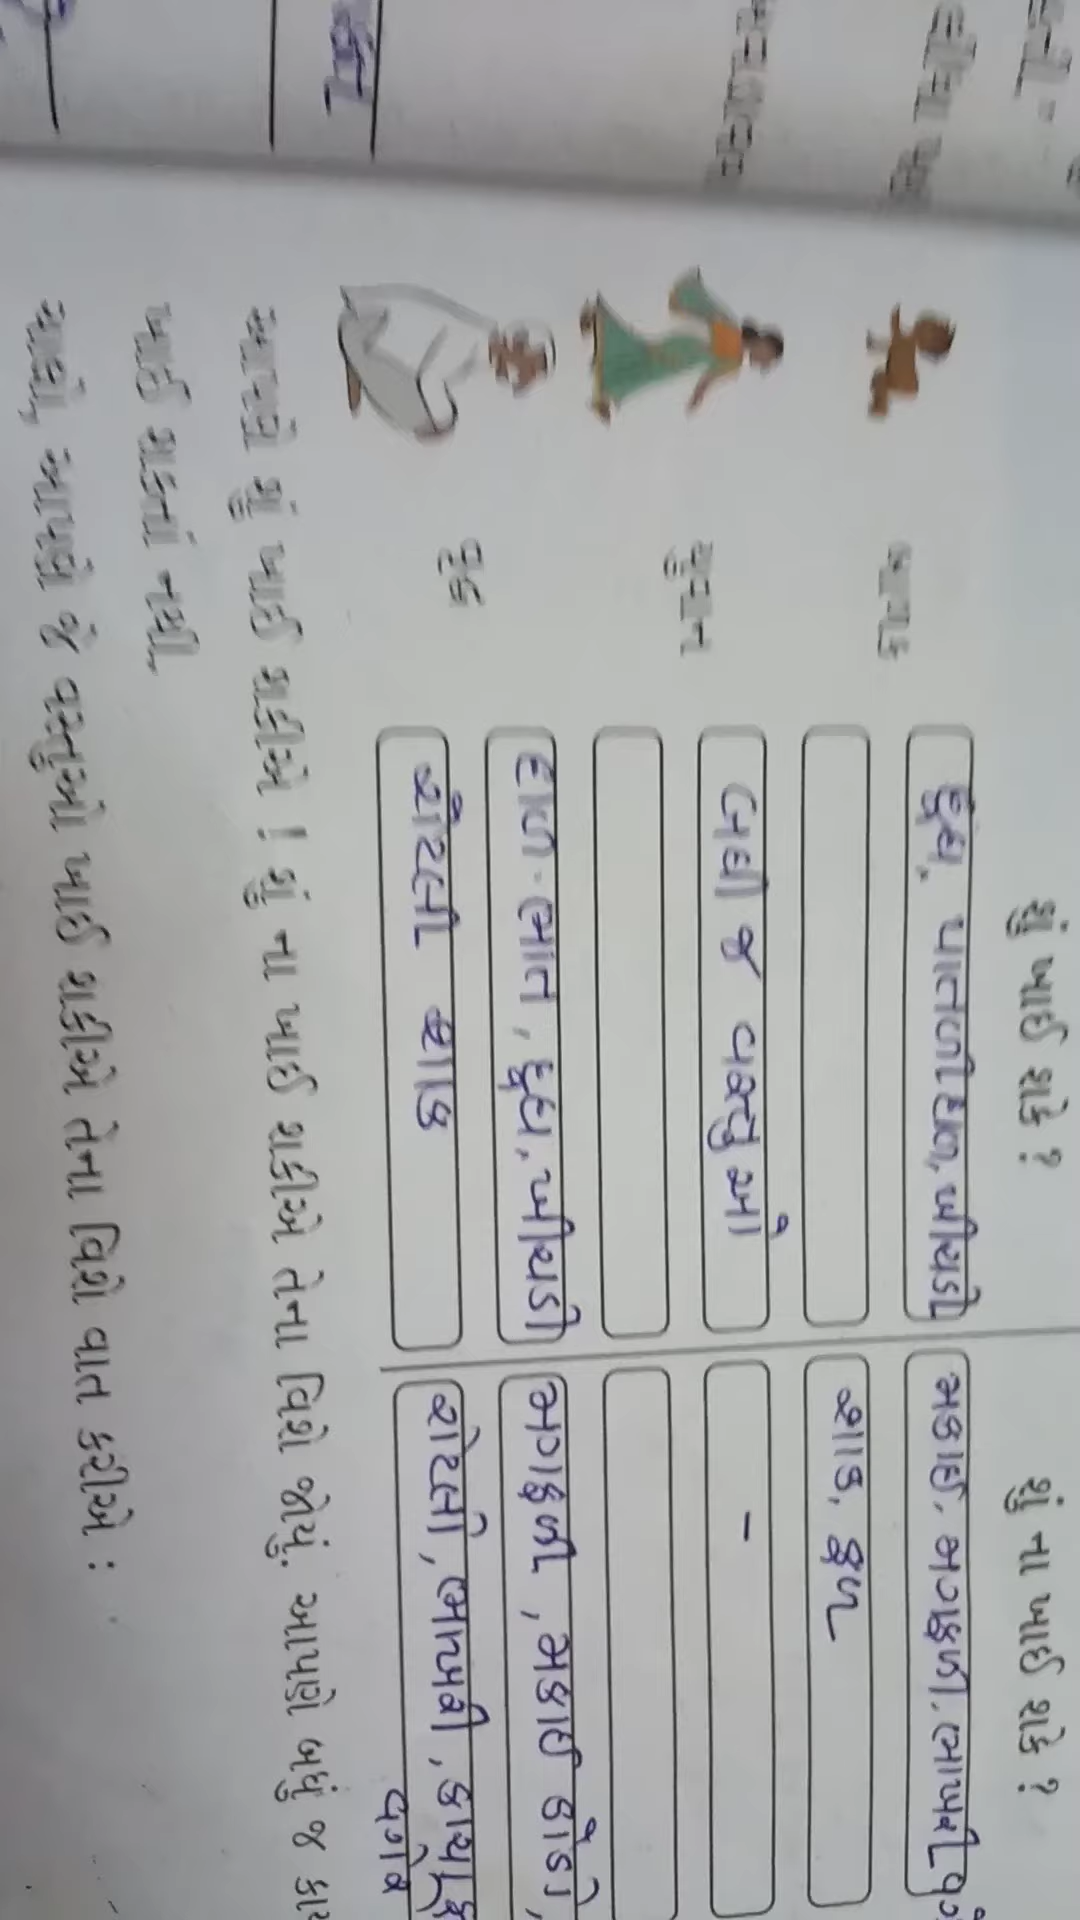 શું ખાઈ શકે ? શું ના ખાઈ શકે ?
બાળક દૂધ, પાતળીદાળ, ખીચડી મકાઈ, મગફળી, ભાખરી
શાક, ફળ
યુવાન બધી જ વસ્તુઓ -
વૃદ્ધ દાળ-ભાત, દૂધ, ખીચડી મગફળી, મકાઈ ડોડો,
રોટલી શાક રોટલો, ભાખરી,
વગેરે
આપણે શું ખાઈ શકીએ ! શું ના ખાઈ શકીએ તેના વિશે જોયું. આપણે બધું જ
ખાઈ શકતાં નથી,
ચાલો, આપણે જે વસ્તુઓ ખાઈ શકીએ તેના વિશે વાત કરીએ :